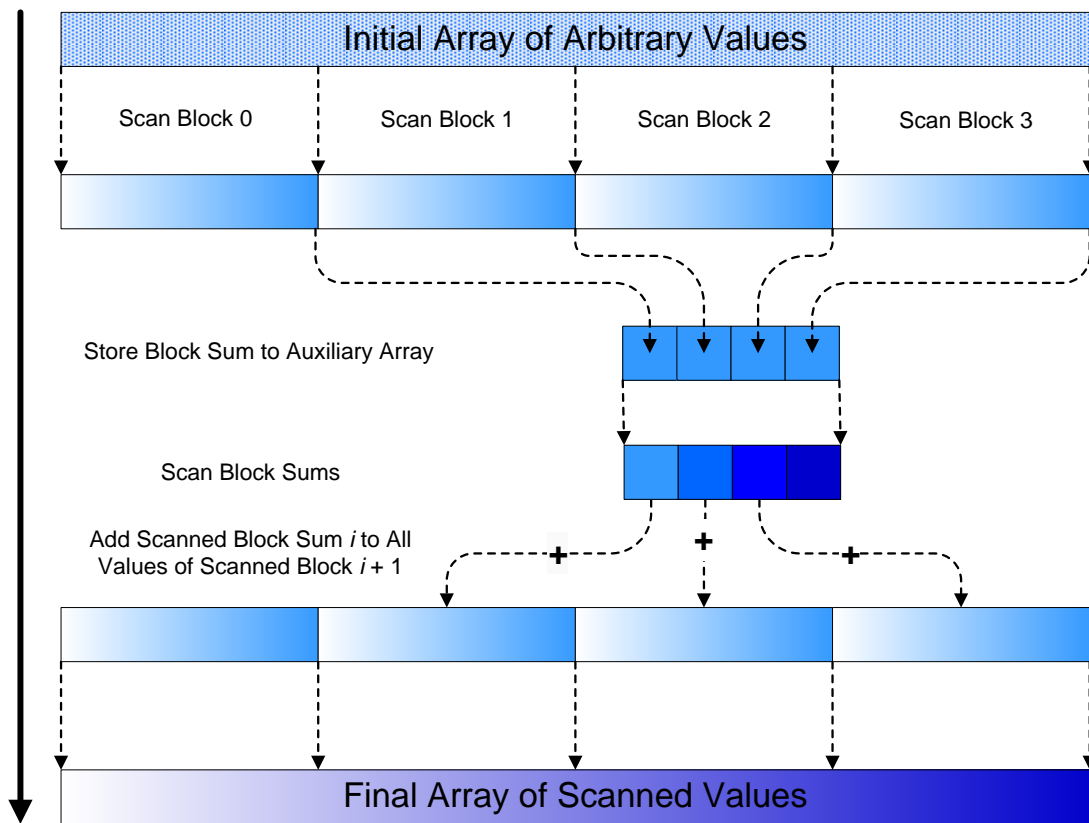 Initial Array of Arbitrary Values
Scan Block 0
Scan Block 1
Scan Block 2
Scan Block 3
Store Block Sum to Auxiliary Array
Scan Block Sums
Add Scanned Block Sum i to All
Values of Scanned Block i + 1
+
+
+
Final Array of Scanned Values